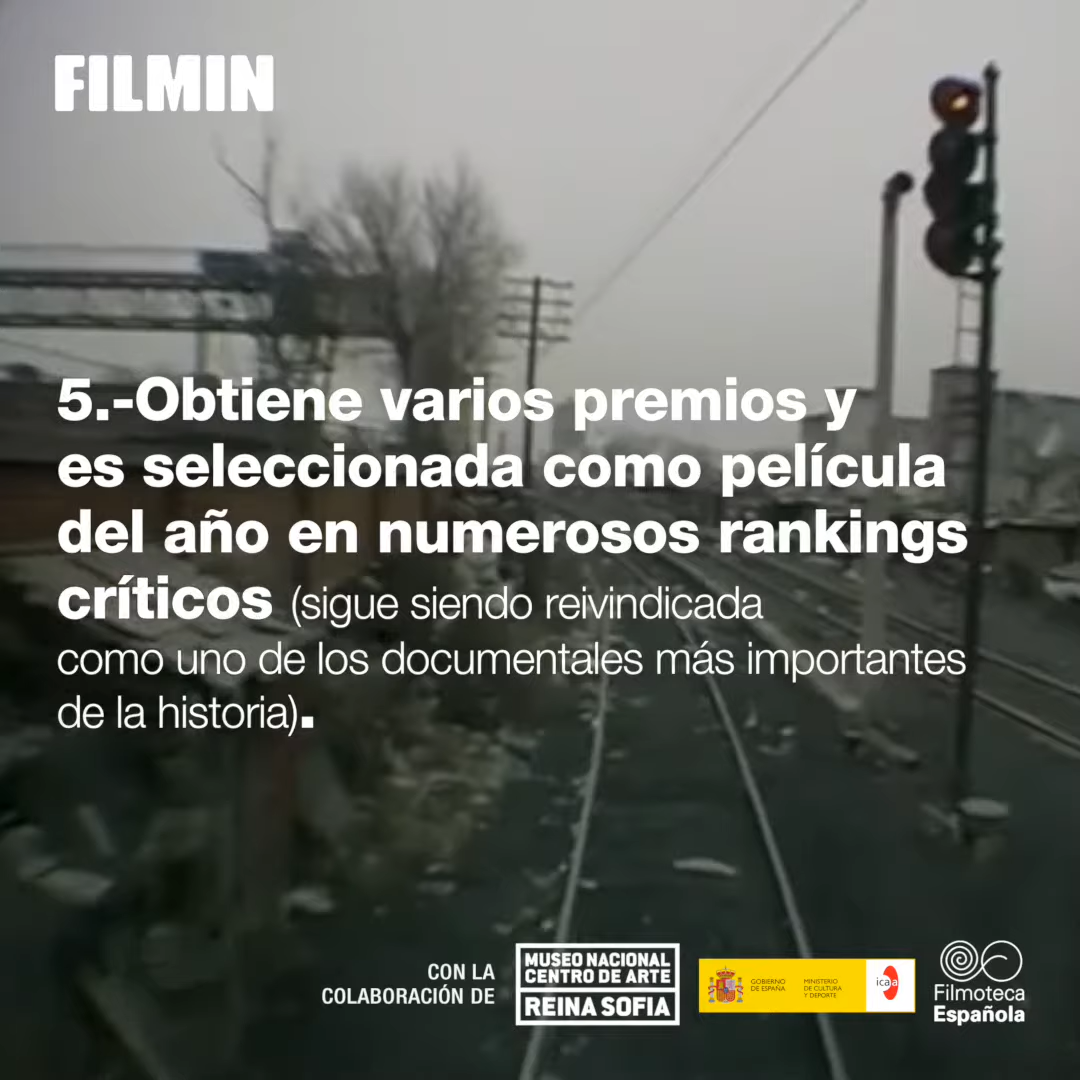 FILMIN
5.-Obtiene varios premios y
es seleccionada como película
del año en numerosos rankings
críticos (sigue siendo reivindicada
como uno de los documentales más importantes
de la historia).
CON LA
COLABORACIÓN DE
MUSEO NACIONAL
CENTRO DE ARTE
REINA SOFIA
GOBIERNO
DE ESPAÑA
MINISTERIO
DE CULTURA
Y DEPORTE
icaa
Filmoteca
Española